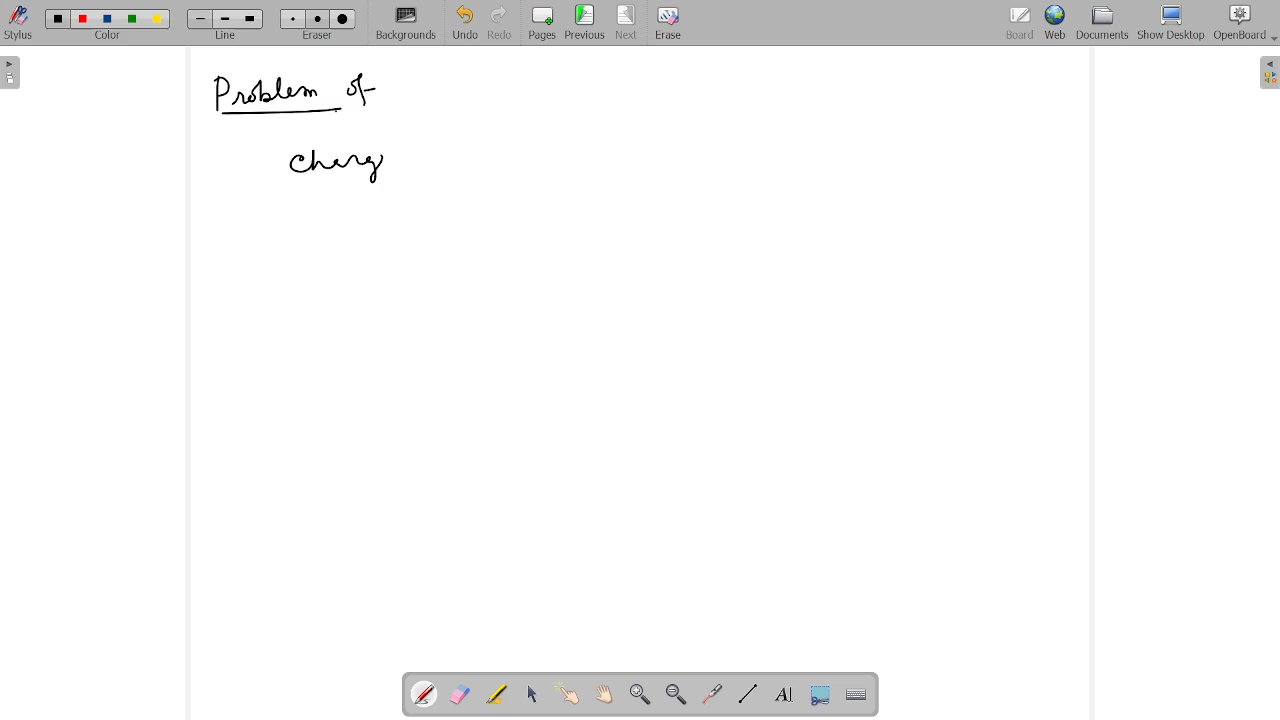 Stylus
Color
Line
Eraser
Backgrounds
Undo
Redo
Pages
Previous
Next
Erase
Board
Web
Documents
Show Desktop
OpenBoard
Problem of
charg